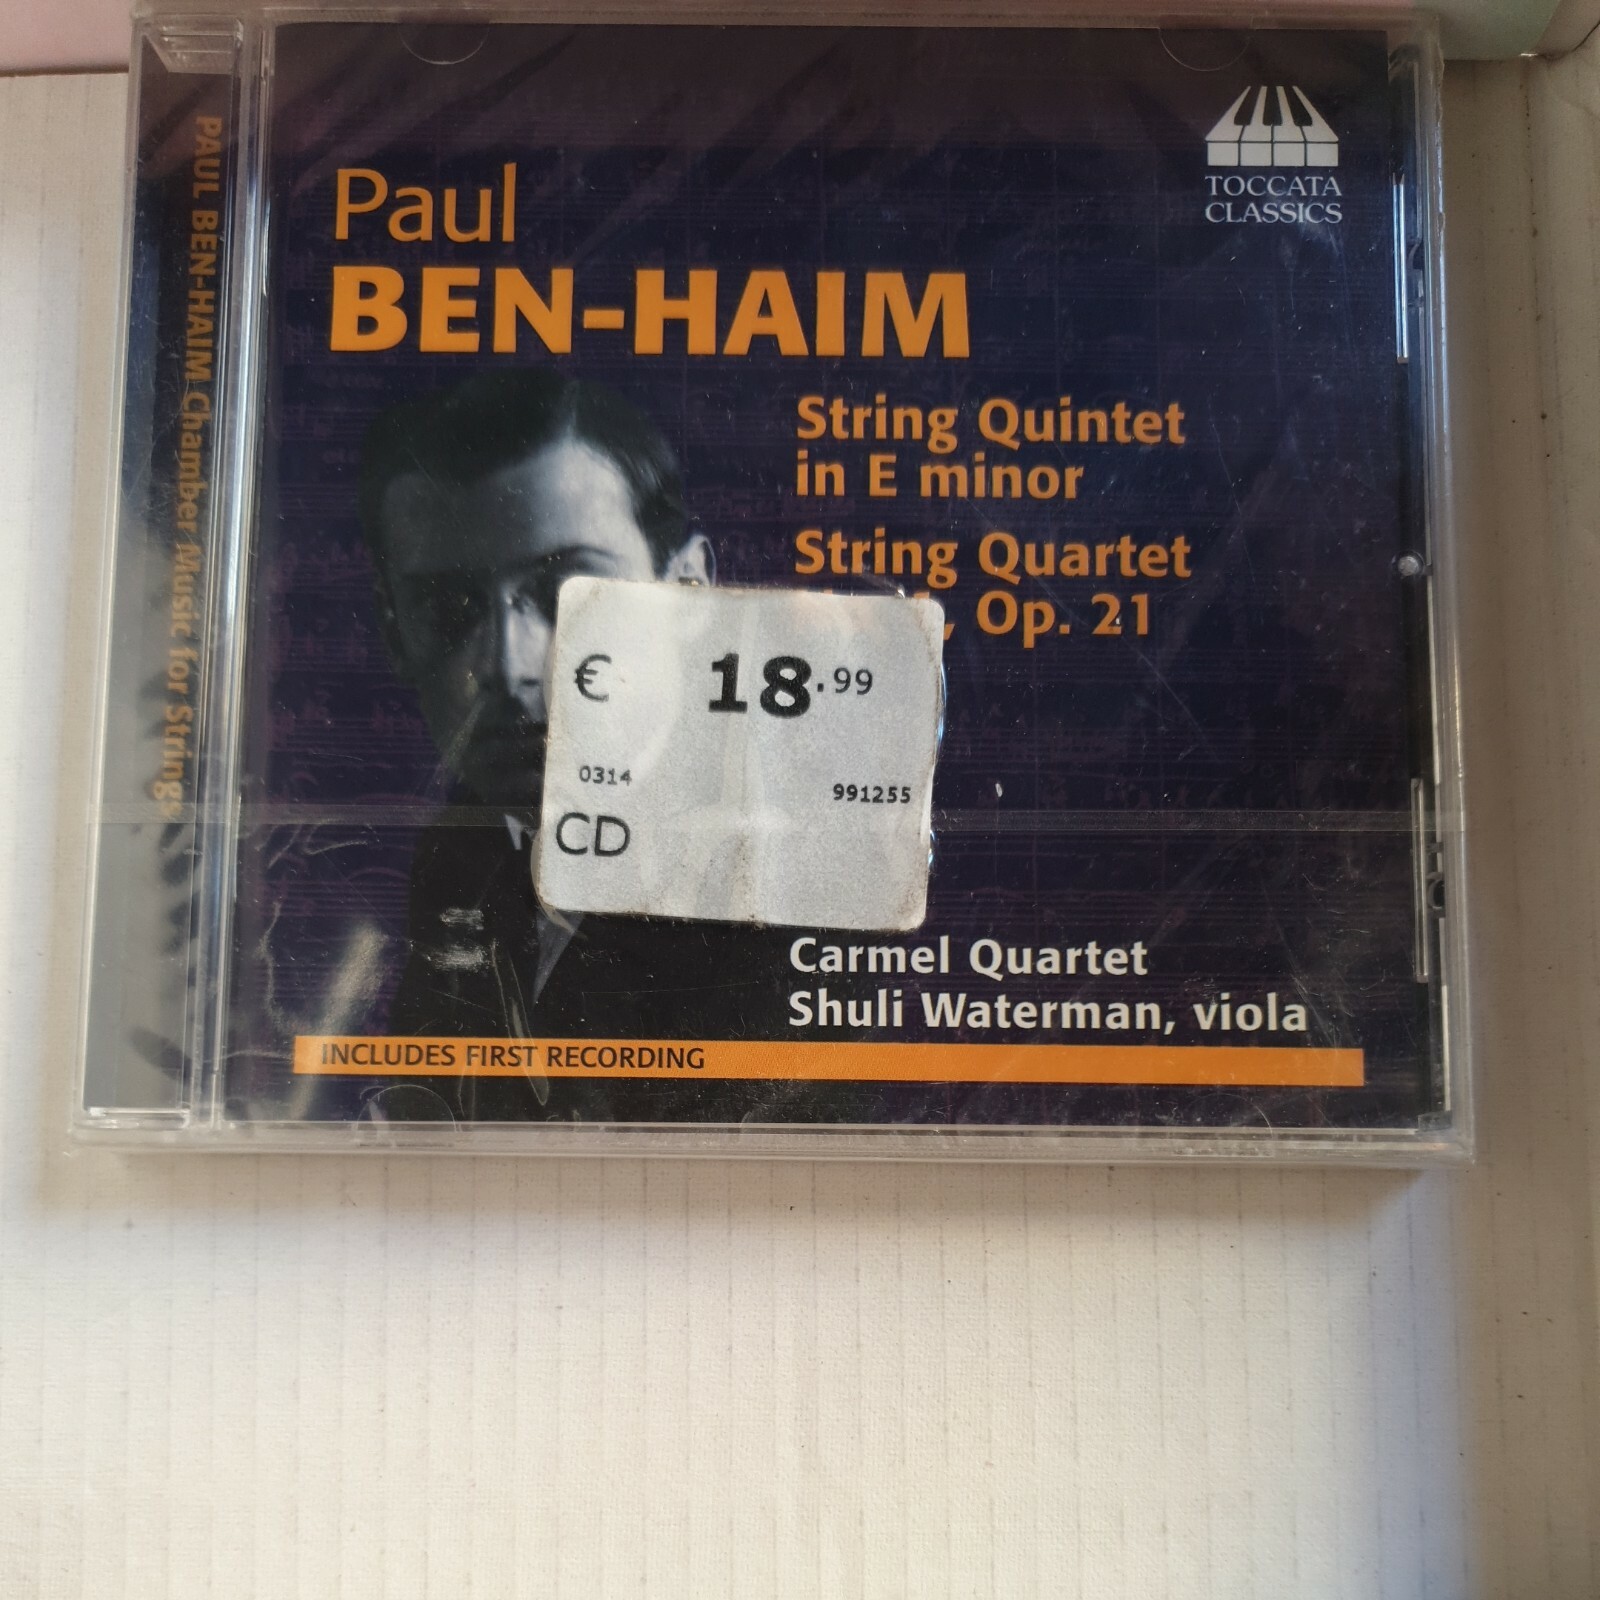 PAUL BEN-HAIM Chamber Music for Strings
TOCCATA
CLASSICS
Paul
BEN-HAIM
String Quintet
in E minor
String Quartet
, Op. 21
€ 18.99
0314 991255
CD
Carmel Quartet
Shuli Waterman, viola
INCLUDES FIRST RECORDING